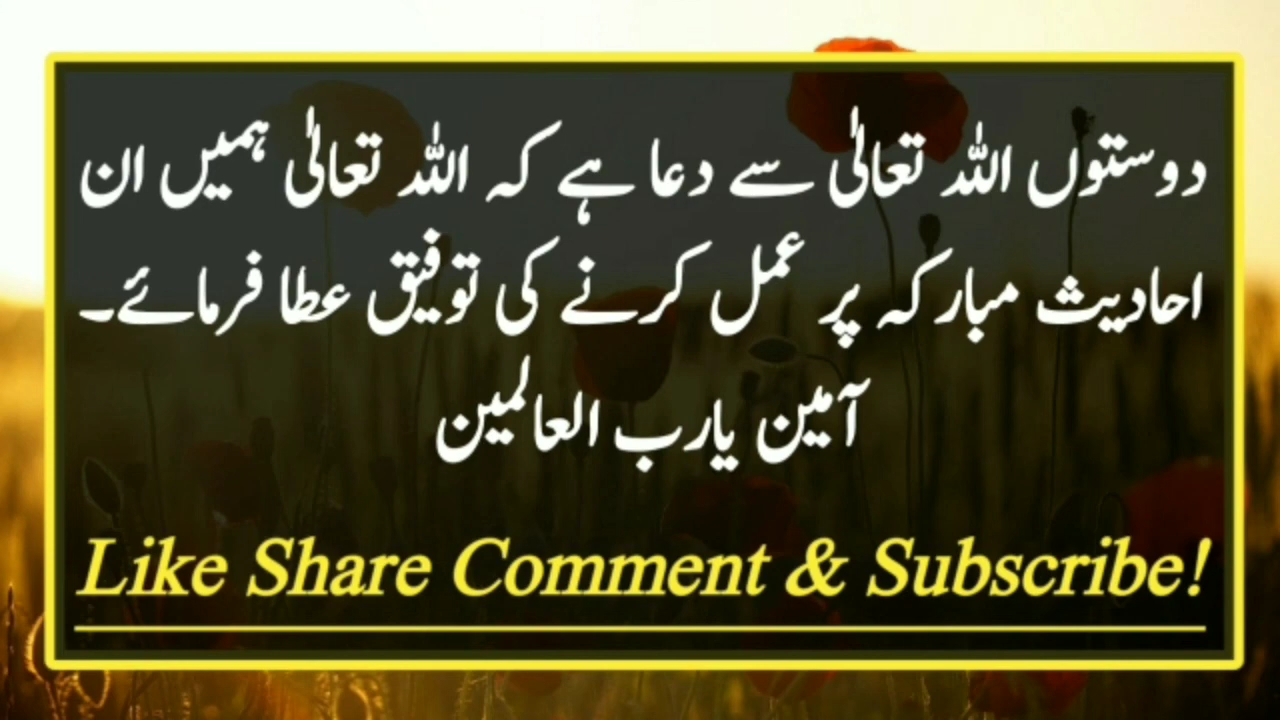 دوستوں اللہ تعالیٰ سے دعا ہے کہ اللہ تعالیٰ ہمیں ان
احادیث مبارکہ پر عمل کرنے کی توفیق عطا فرمائے۔
آمین یارب العالمین
Like Share Comment & Subscribe!